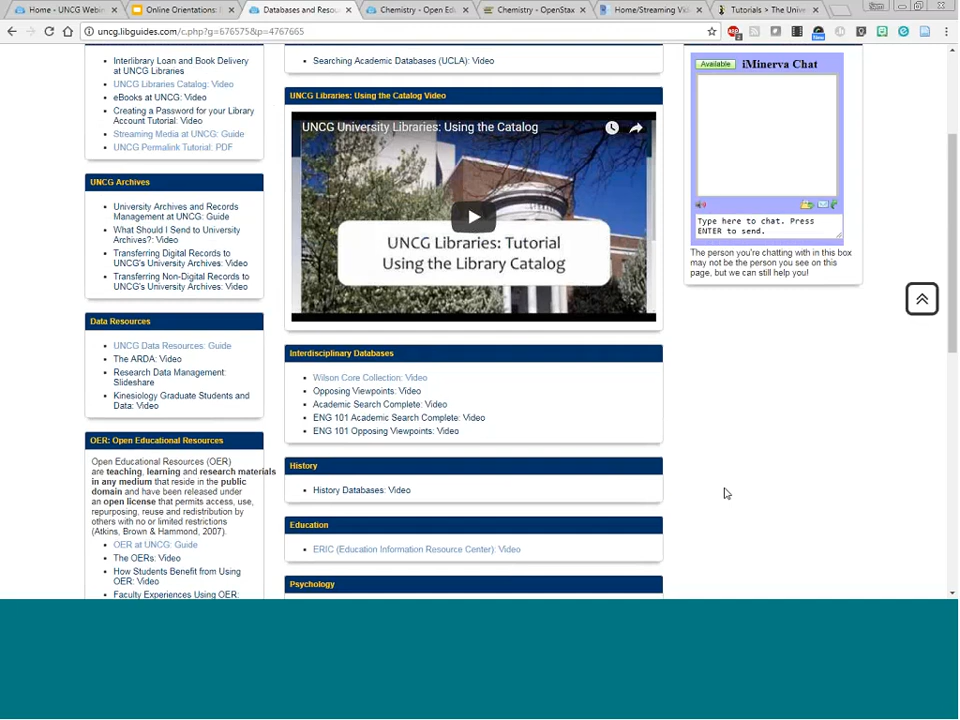 Home - UNCG Webin
Online Orientations:
Databases and Resou
Chemistry - Open Edu
Chemistry - OpenStax
Home/Streaming Vi
Tutorials > The Unive
uncg.libguides.com/c.php?g=676575&p=4767665
Interlibrary Loan and Book Delivery
at UNCG Libraries
UNCG Libraries Catalog: Video
eBooks at UNCG: Video
Creating a Password for your Library
Account Tutorial: Video
Streaming Media at UNCG: Guide
UNCG Permalink Tutorial: PDF
UNCG Archives
University Archives and Records
Management at UNCG: Guide
What Should I Send to University
Archives?: Video
Transferring Digital Records to
UNCG's University Archives: Video
Transferring Non-Digital Records to
UNCG's University Archives: Video
Data Resources
UNCG Data Resources: Guide
The ARDA: Video
Research Data Management:
Slideshare
Kinesiology Graduate Students and
Data: Video
OER: Open Educational Resources
Open Educational Resources (OER)
are teaching, learning and research materials
in any medium that reside in the public
domain and have been released under
an open license that permits access, use,
repurposing, reuse and redistribution by
others with no or limited restrictions
(Atkins, Brown & Hammond, 2007).
OER at UNCG: Guide
The OERs: Video
How Students Benefit from Using
OER: Video
Faculty Experiences Using OER:
Searching Academic Databases (UCLA): Video
UNCG Libraries: Using the Catalog Video
UNCG University Libraries: Using the Catalog
UNCG Libraries: Tutorial
Using the Library Catalog
Interdisciplinary Databases
Wilson Core Collection: Video
Opposing Viewpoints: Video
Academic Search Complete: Video
ENG 101 Academic Search Complete: Video
ENG 101 Opposing Viewpoints: Video
History
History Databases: Video
Education
ERIC (Education Information Resource Center): Video
Psychology
Available iMinerva Chat
Type here to chat. Press
ENTER to send.
The person you're chatting with in this box
may not be the person you see on this
page, but we can still help you!